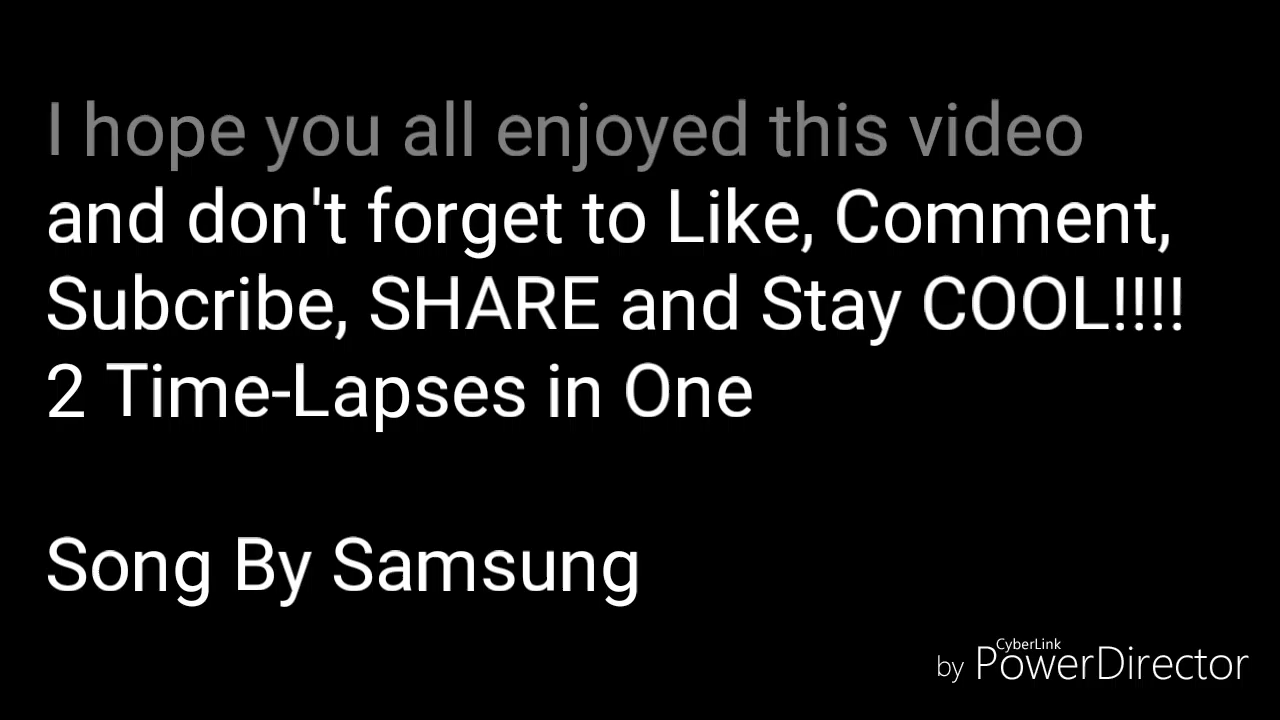 I hope you all enjoyed this video
and don't forget to Like, Comment,
Subcribe, SHARE and Stay COOL!!!!
2 Time-Lapses in One
Song By Samsung
CyberLink
by PowerDirector